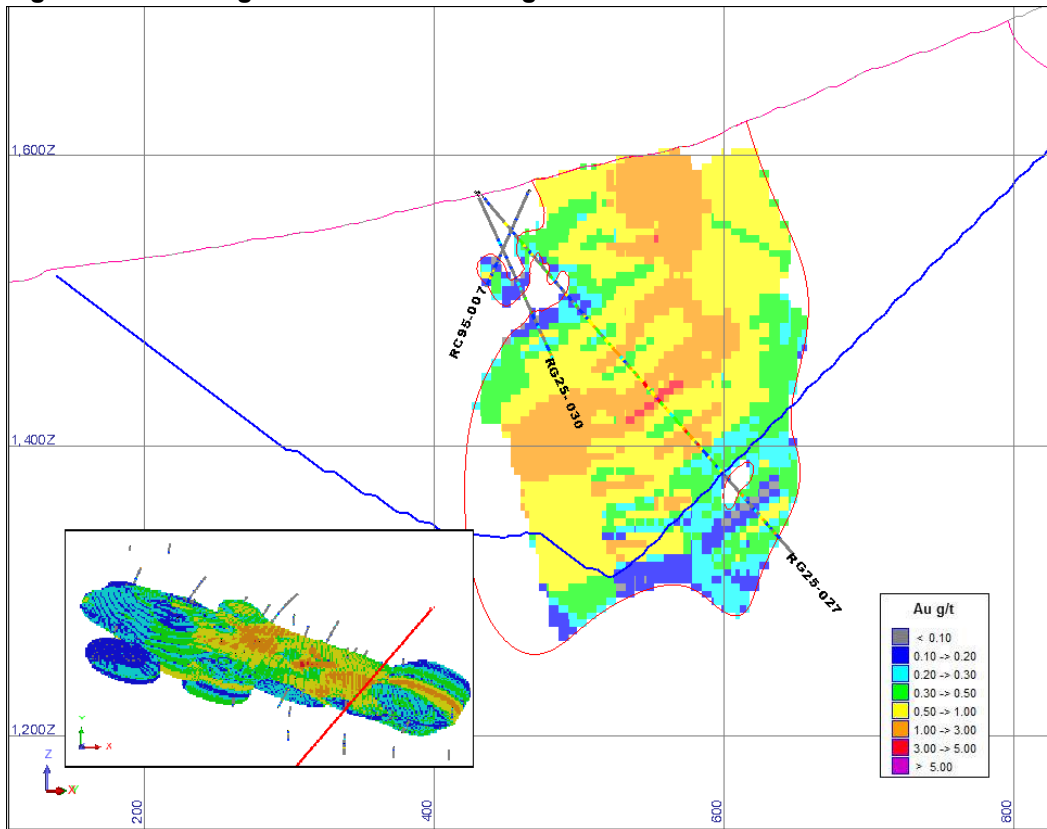 1,600Z
RC95-007
RG25-030
1,400Z
RG25-027
Au g/t
< 0.10
0.10 -> 0.20
0.20 -> 0.30
0.30 -> 0.50
0.50 -> 1.00
1.00 -> 3.00
3.00 -> 5.00
> 5.00
Y
X
1,200Z
Z
200
400
600
800